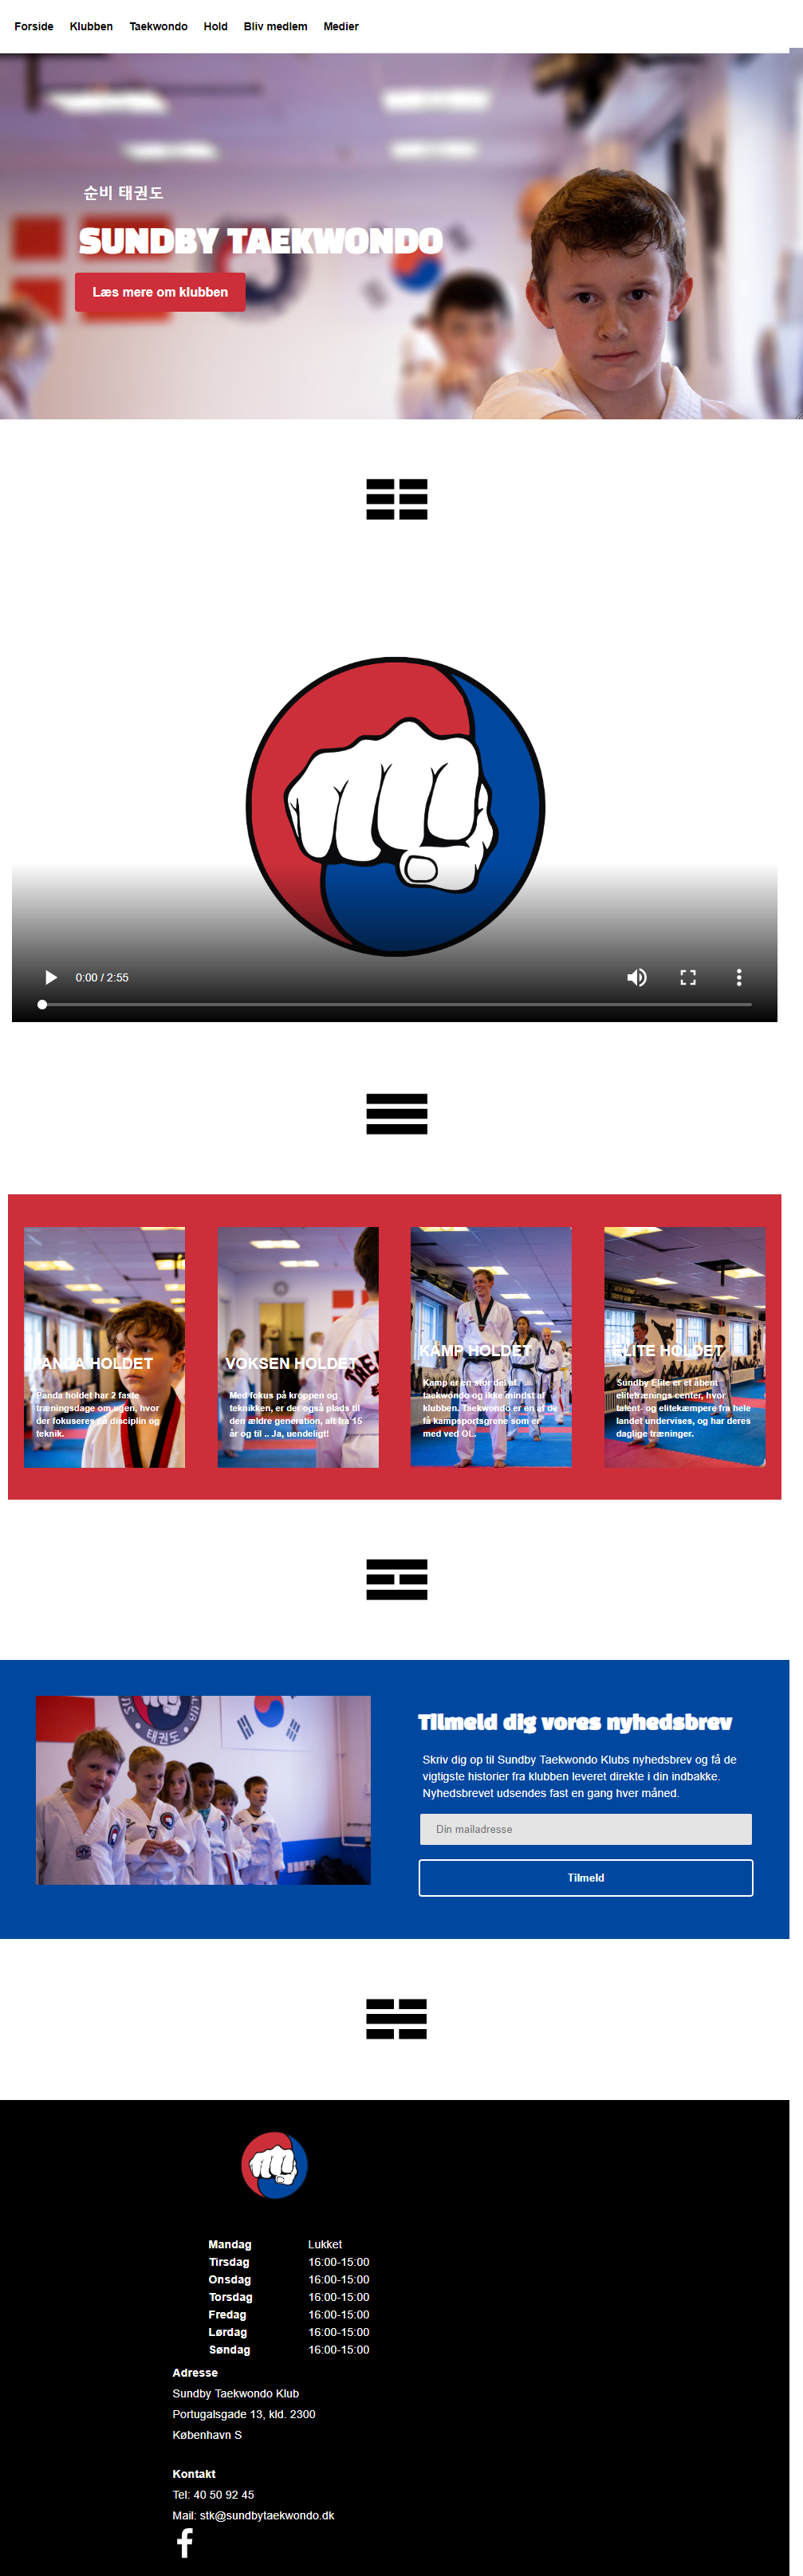 Forside Klubben Taekwondo Hold Bliv medlem Medier
순비 태권도
SUNDBY TAEKWONDO
Læs mere om klubben
0:00 / 2:55
PANDA HOLDET
Panda holdet har 2 faste
træningsdage om ugen, hvor
der fokuseres på disciplin og
teknik.
VOKSEN HOLDET
Med fokus på kroppen og
teknikken, er der også plads til
den ældre generation, alt fra 15
år og til .. Ja, uendeligt!
KAMP HOLDET
Kamp er en stor del af
taekwondo og ikke mindst af
klubben. Taekwondo er en af de
få kampsportsgrene som er
med ved OL.
ELITE HOLDET
Sundby Elite er et åbent
elitetrænings center, hvor
talent- og elitekæmpere fra hele
landet undervises, og har deres
daglige træninger.
태권도
Tilmeld dig vores nyhedsbrev
Skriv dig op til Sundby Taekwondo Klubs nyhedsbrev og få de
vigtigste historier fra klubben leveret direkte i din indbakke.
Nyhedsbrevet udsendes fast en gang hver måned.
Din mailadresse
Tilmeld
Mandag Lukket
Tirsdag 16:00-15:00
Onsdag 16:00-15:00
Torsdag 16:00-15:00
Fredag 16:00-15:00
Lørdag 16:00-15:00
Søndag 16:00-15:00
Adresse
Sundby Taekwondo Klub
Portugalsgade 13, kld. 2300
København S
Kontakt
Tel: 40 50 92 45
Mail: stk@sundbytaekwondo.dk